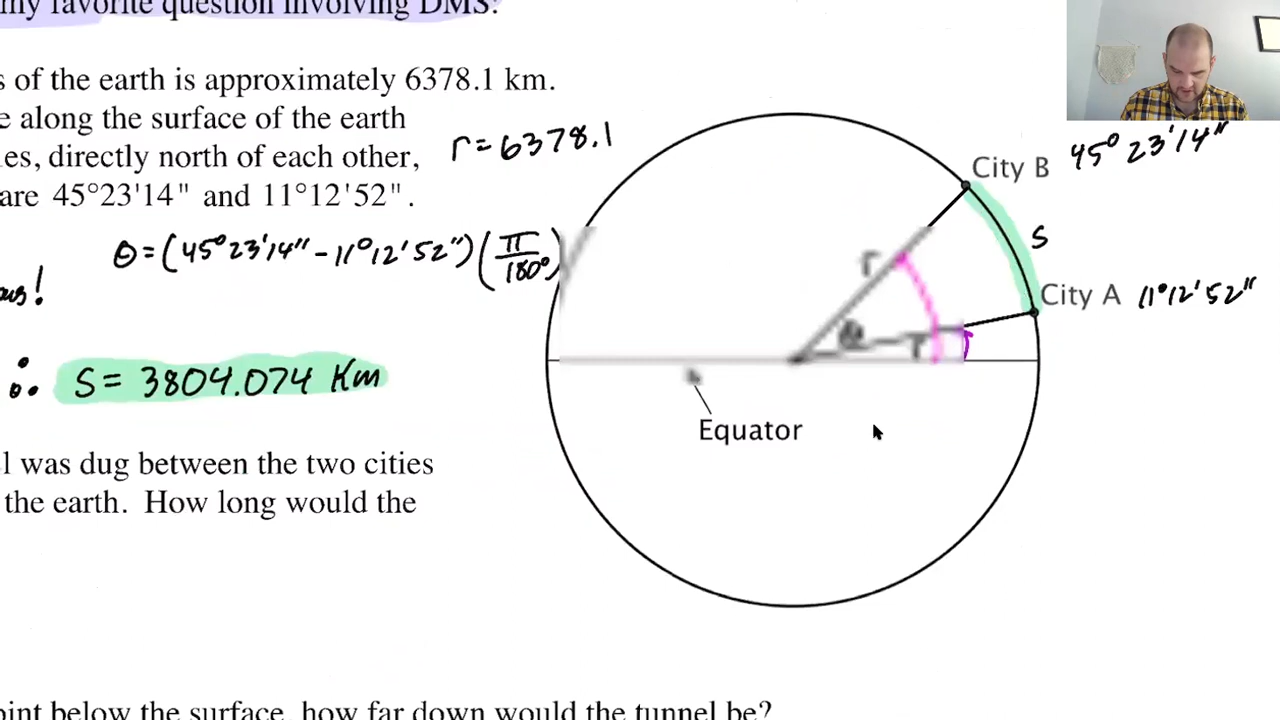 my favorite question involving DMS:
s of the earth is approximately 6378.1 km.
e along the surface of the earth
ies, directly north of each other,
are 45°23'14" and 11°12'52".
r=6378.1
City B 45° 23'14"
θ=(45°23'14"-11°12'52")(π/180°)
r
s
City A 11°12'52"
θ
r
∴ S= 3804.074 Km
Equator
l was dug between the two cities
the earth. How long would the
oint below the surface, how far down would the tunnel be?